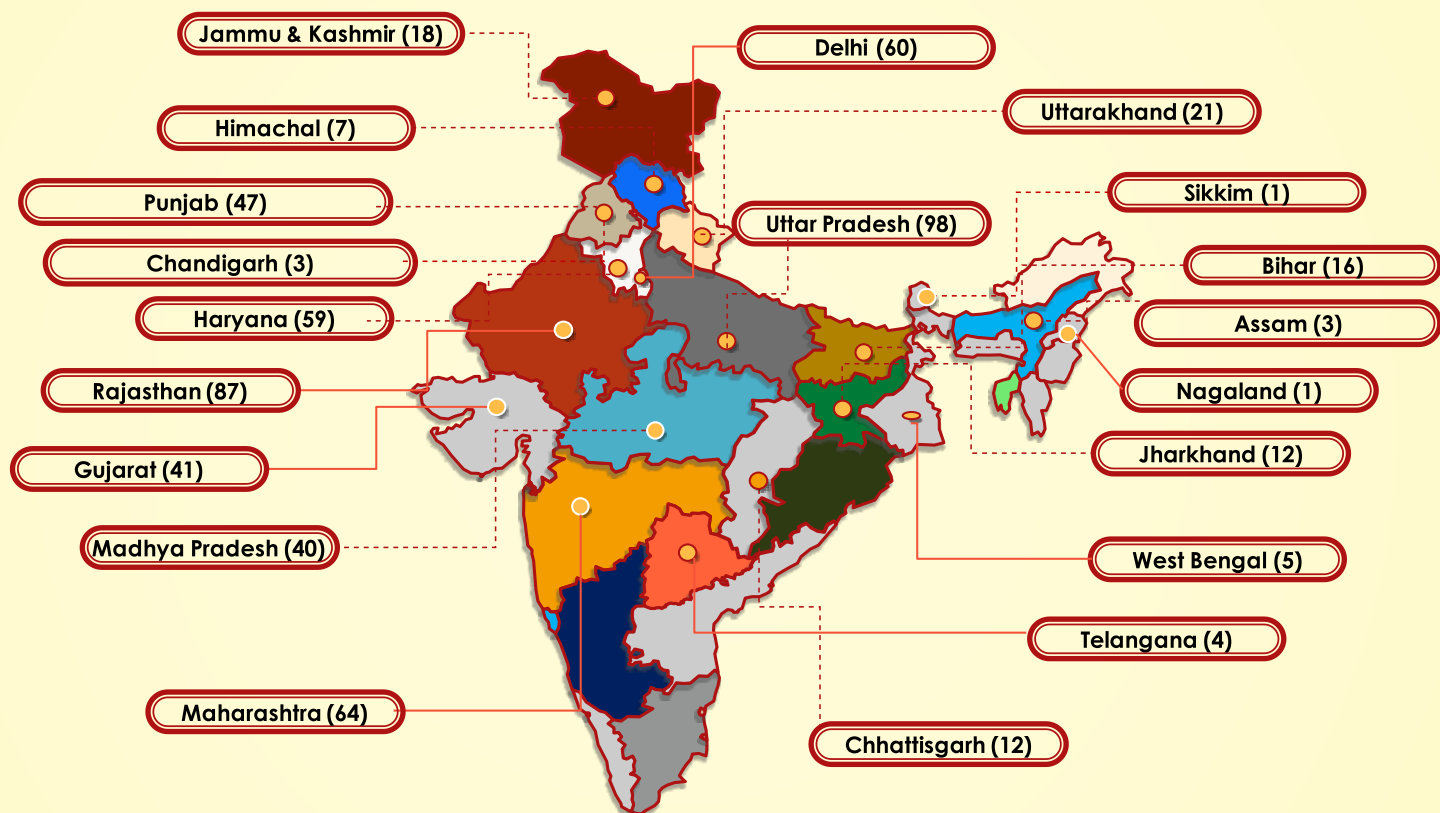 Jammu & Kashmir (18)
Delhi (60)
Uttarakhand (21)
Himachal (7)
Sikkim (1)
Punjab (47)
Uttar Pradesh (98)
Chandigarh (3)
Bihar (16)
Haryana (59)
Assam (3)
Rajasthan (87)
Nagaland (1)
Gujarat (41)
Jharkhand (12)
Madhya Pradesh (40)
West Bengal (5)
Telangana (4)
Maharashtra (64)
Chhattisgarh (12)